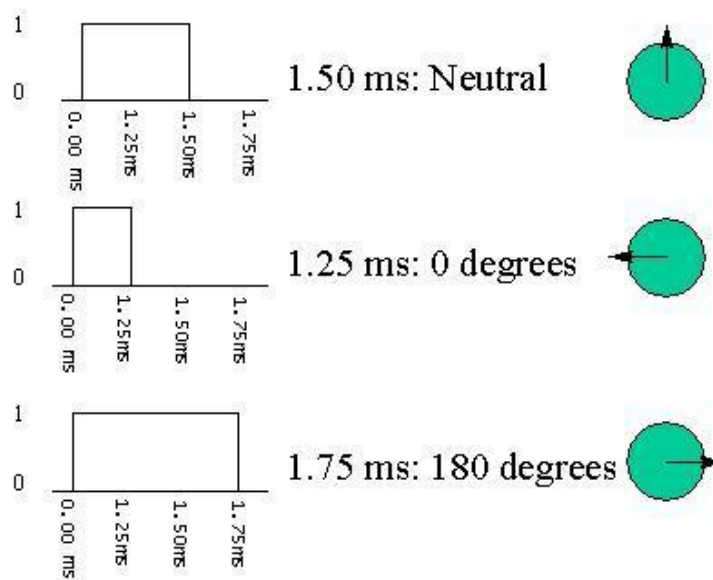 1
0
0.00 ms
1.25ms
1.50ms
1.75ms
1.50 ms: Neutral
1
0
0.00 ms
1.25ms
1.50ms
1.75ms
1.25 ms: 0 degrees
1
0
0.00 ms
1.25ms
1.50ms
1.75ms
1.75 ms: 180 degrees